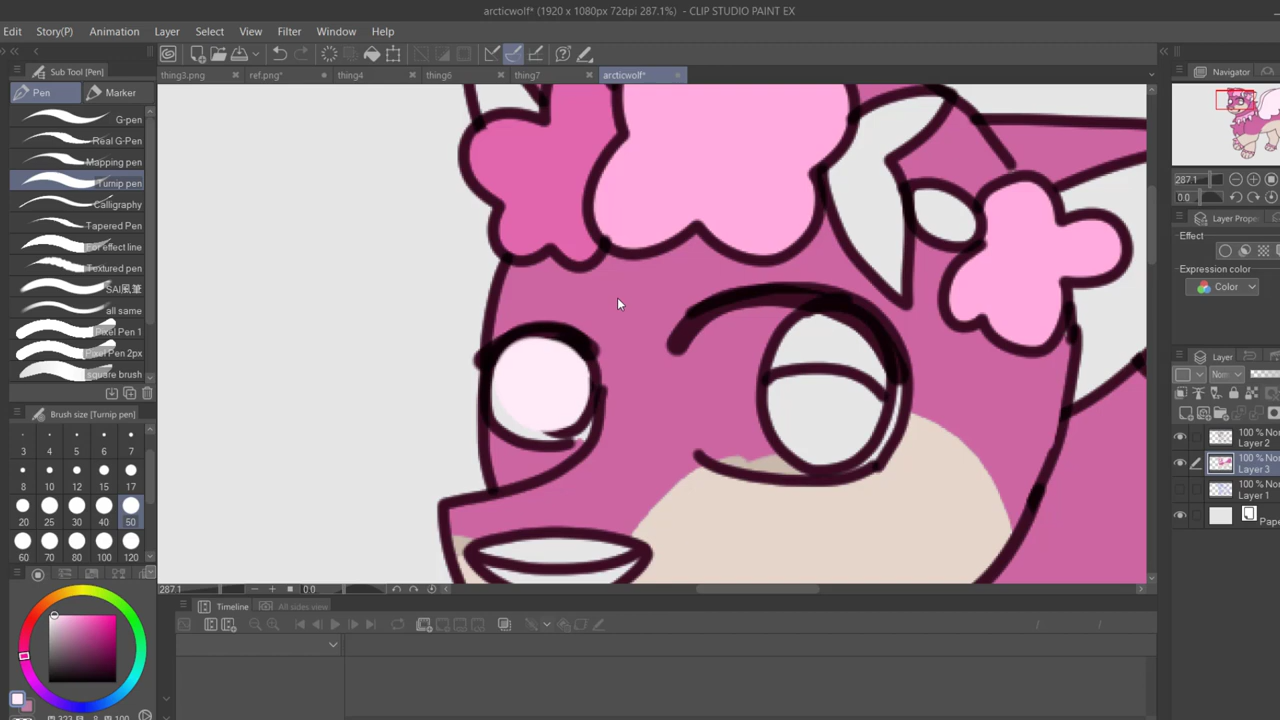 arcticwolf* (1920 x 1080px 72dpi 287.1%) - CLIP STUDIO PAINT EX
Edit Story(P) Animation Layer Select View Filter Window Help
Sub Tool[Pen]
thing3.png ref.png* thing4 thing6 thing7 arcticwolf*
Navigator
Pen Marker
G-pen
Real G-Pen
Mapping pen
Turnip pen
287.1
0.0
Calligraphy
Tapered Pen
Layer Prope
For effect line
Effect
Textured pen
Expression color
SAI風筆
Color
all same
Pixel Pen 1
Pixel Pen 2px
Layer
square brush
Nor
Brush size [Turnip pen]
3 4 5 6 7
100 % Nor
Layer 2
8 10 12 15 17
100 % Nor
Layer 3
20 25 30 40 50
100 % Nor
Layer 1
Pape
60 70 80 100 120
287.1 0.0
Timeline All sides view